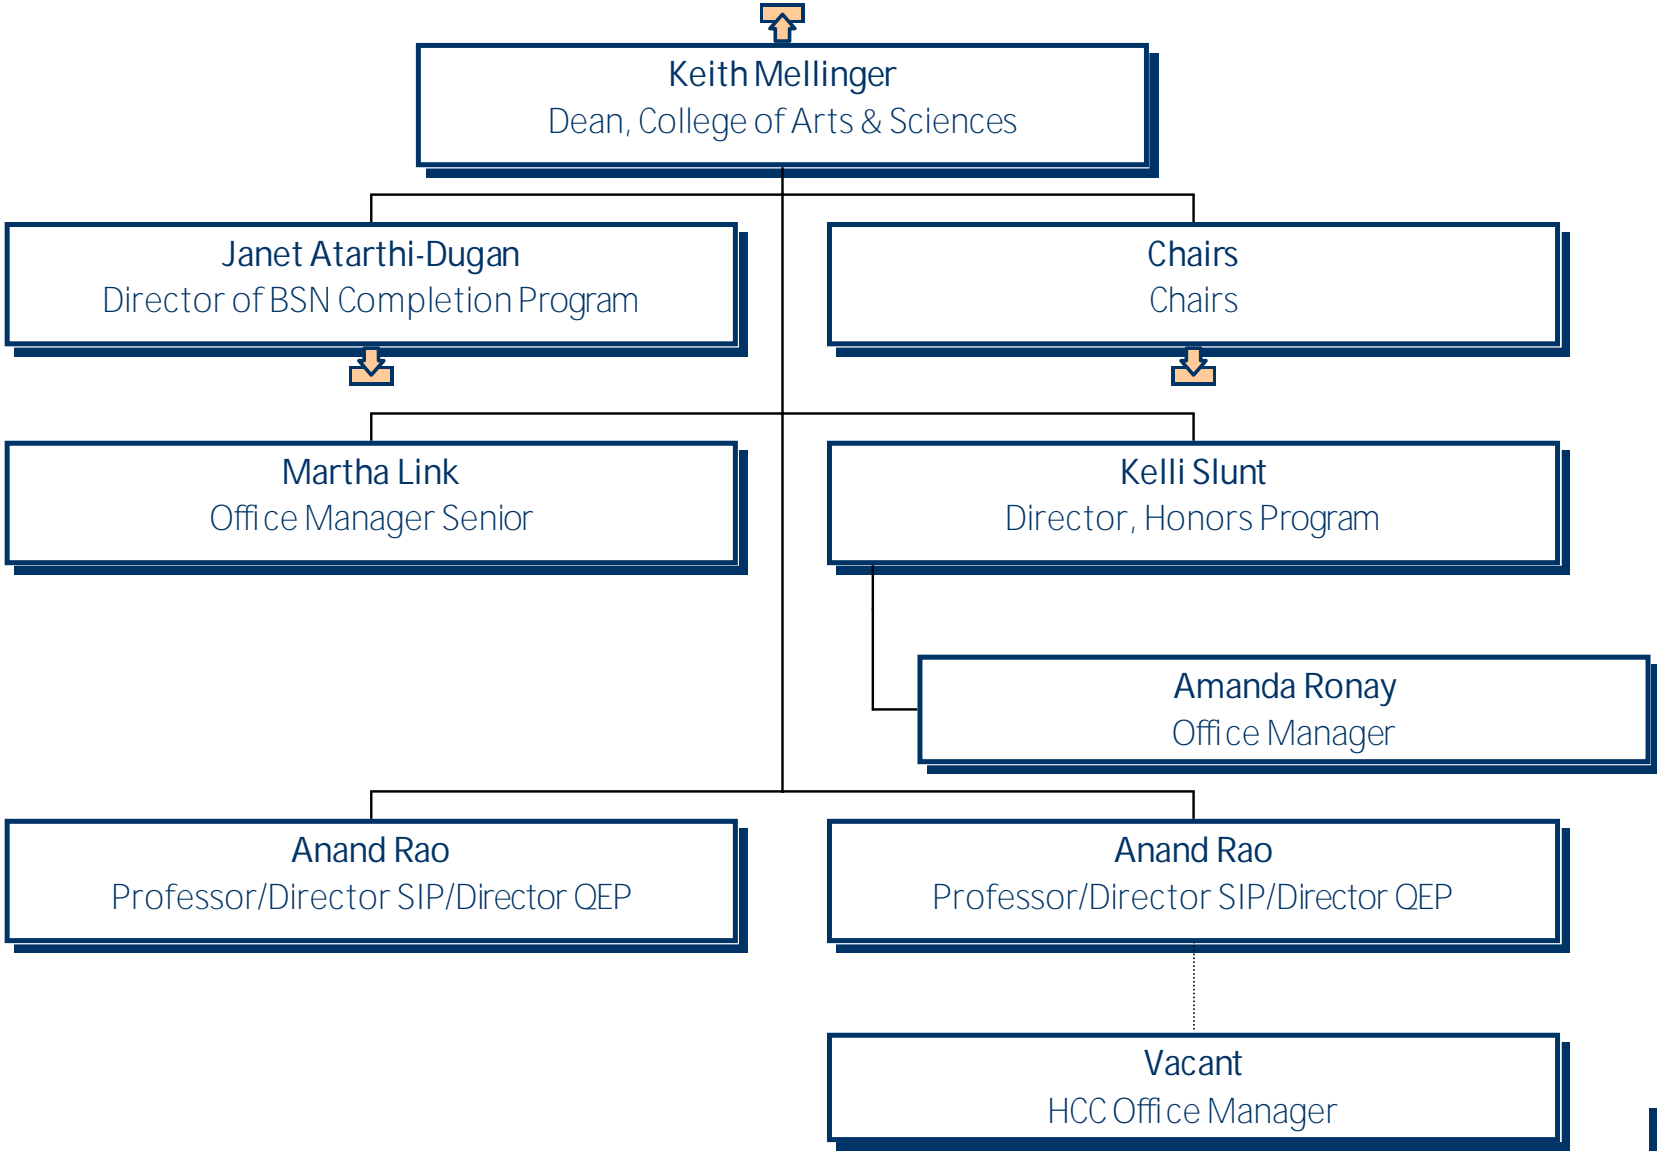 Keith Mellinger
Dean, College of Arts & Sciences
Janet Atarthi-Dugan
Director of BSN Completion Program
Chairs
Chairs
Martha Link
Office Manager Senior
Kelli Slunt
Director, Honors Program
Amanda Ronay
Office Manager
Anand Rao
Professor/Director SIP/Director QEP
Anand Rao
Professor/Director SIP/Director QEP
Vacant
HCC Office Manager